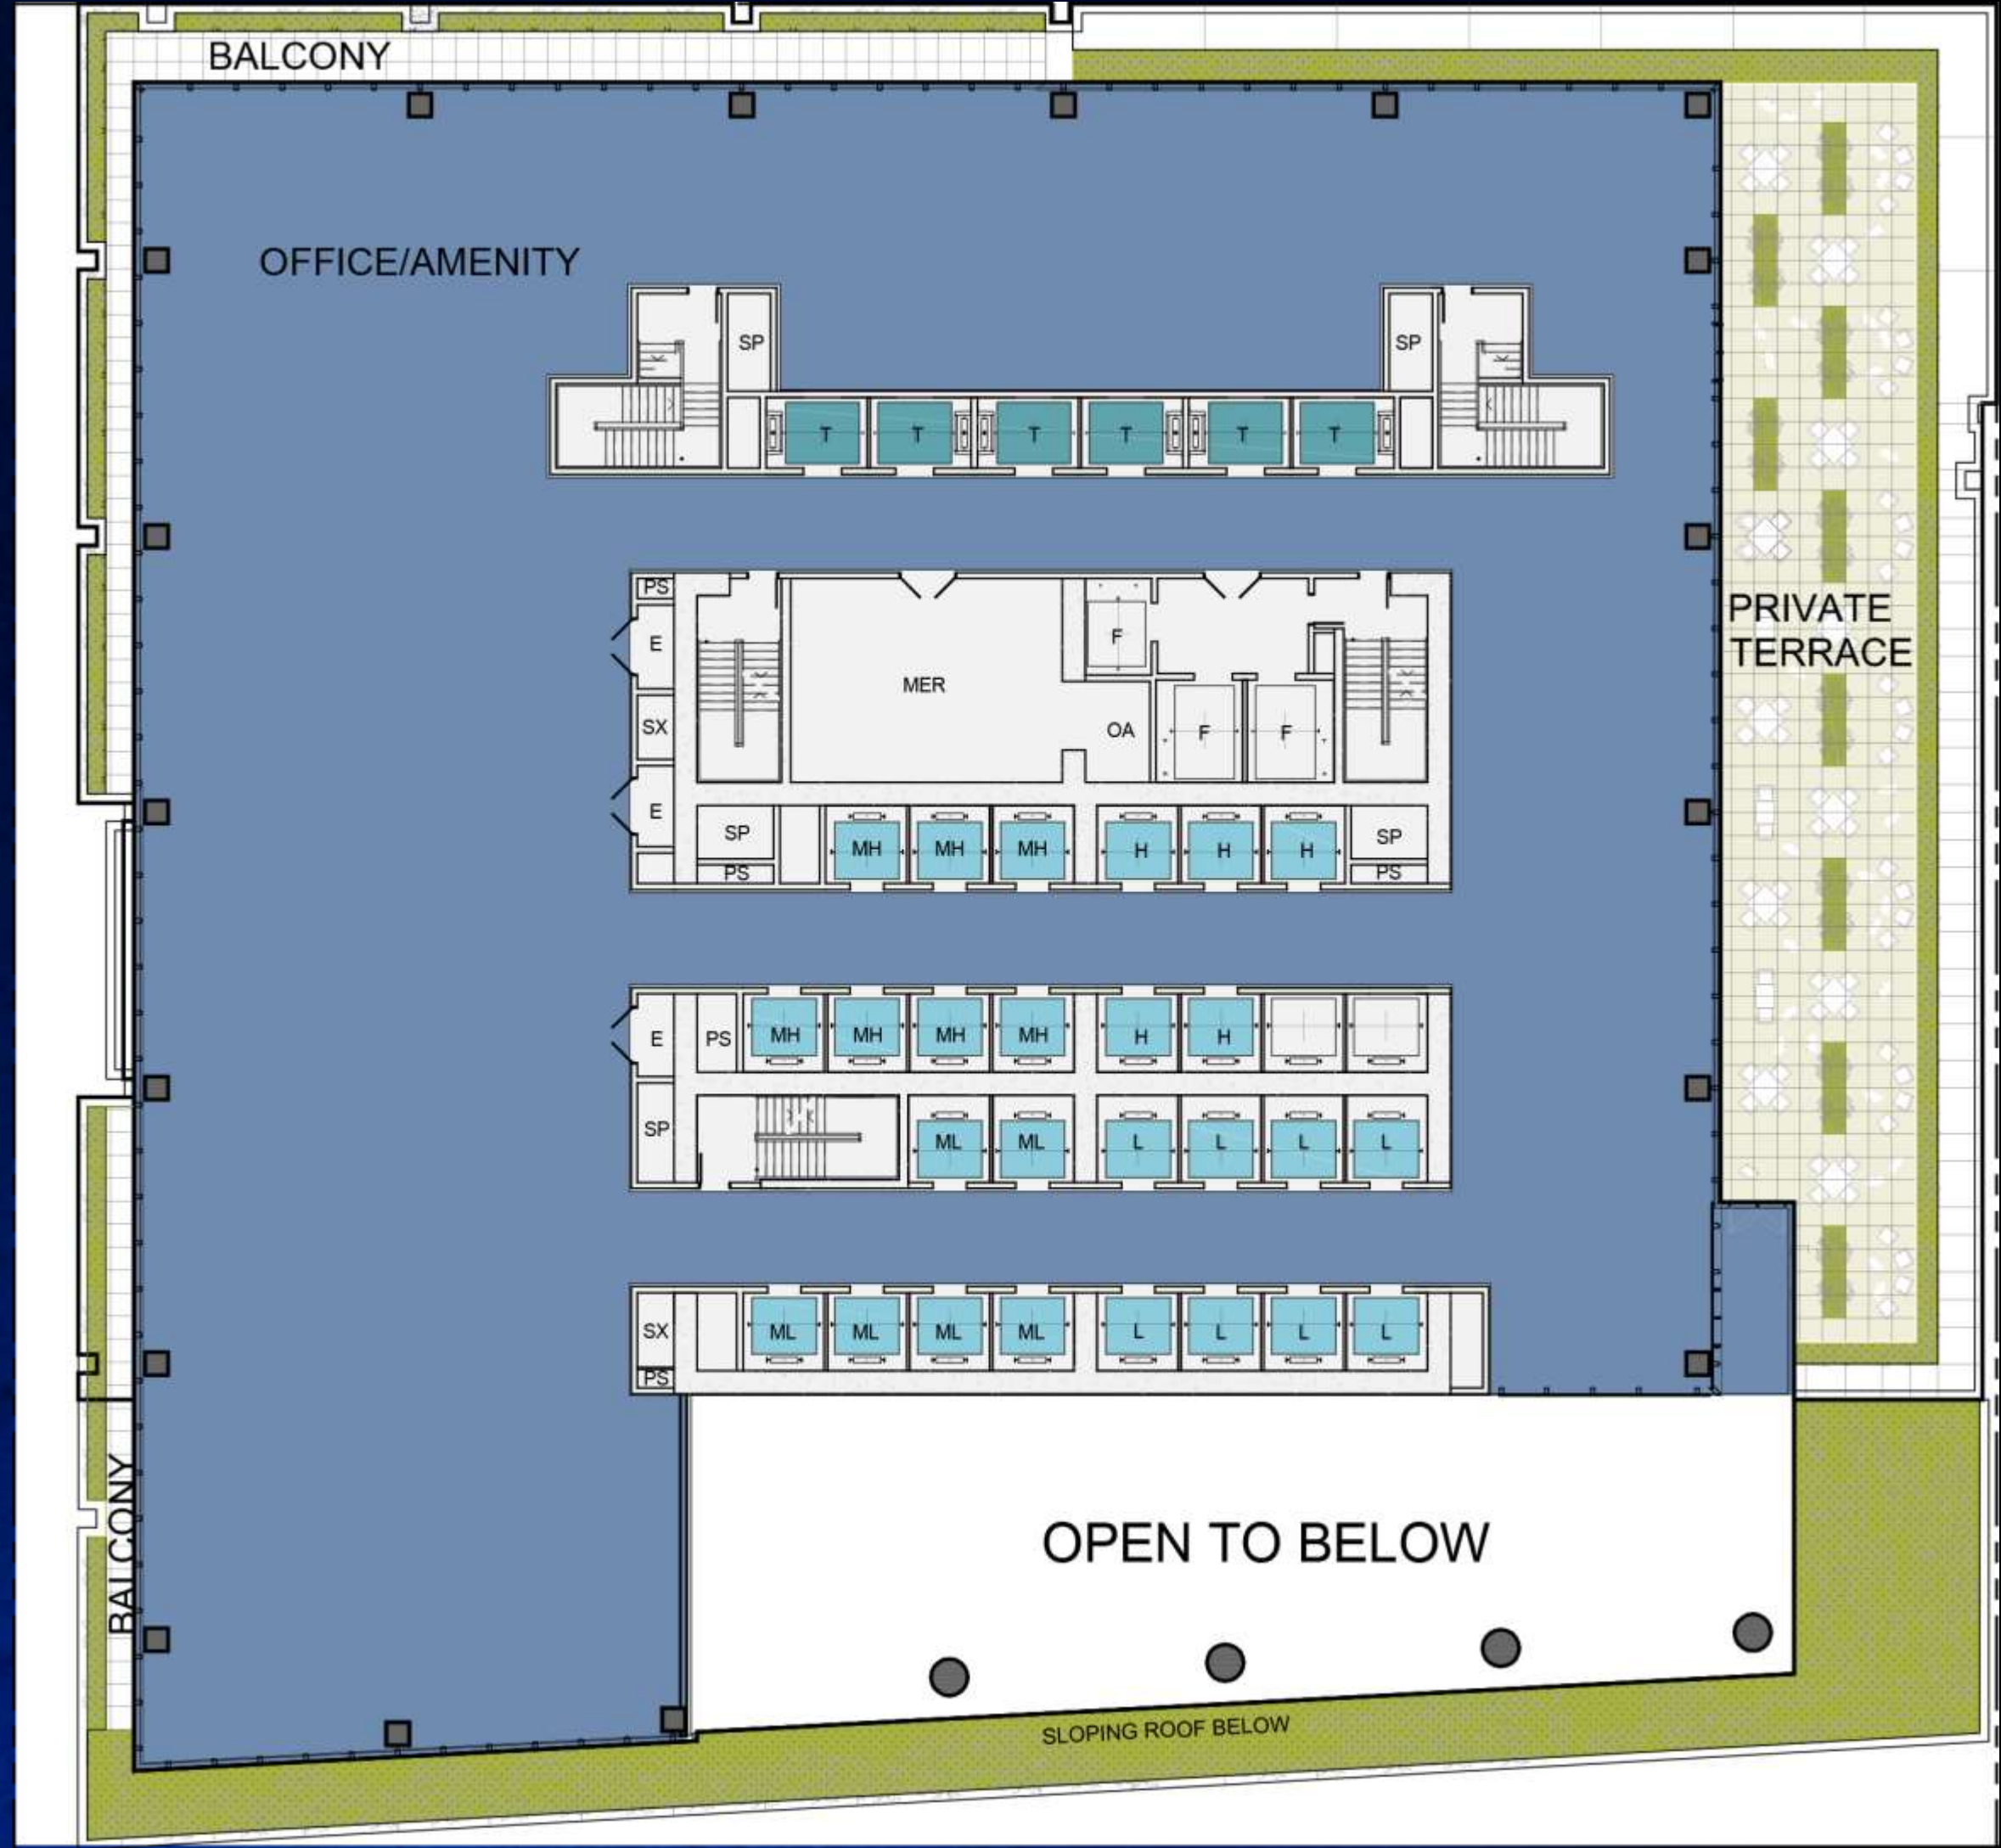 BALCONY
OFFICE/AMENITY
SP
SP
T T T T T T
PS
E
F
PRIVATE
TERRACE
MER
SX
OA
F
F
E
SP
MH MH MH H H H
SP
PS
PS
E
PS
MH MH MH MH H H
SP
ML ML L L L L
SX
ML ML ML ML L L L L
PS
BALCONY
OPEN TO BELOW
SLOPING ROOF BELOW